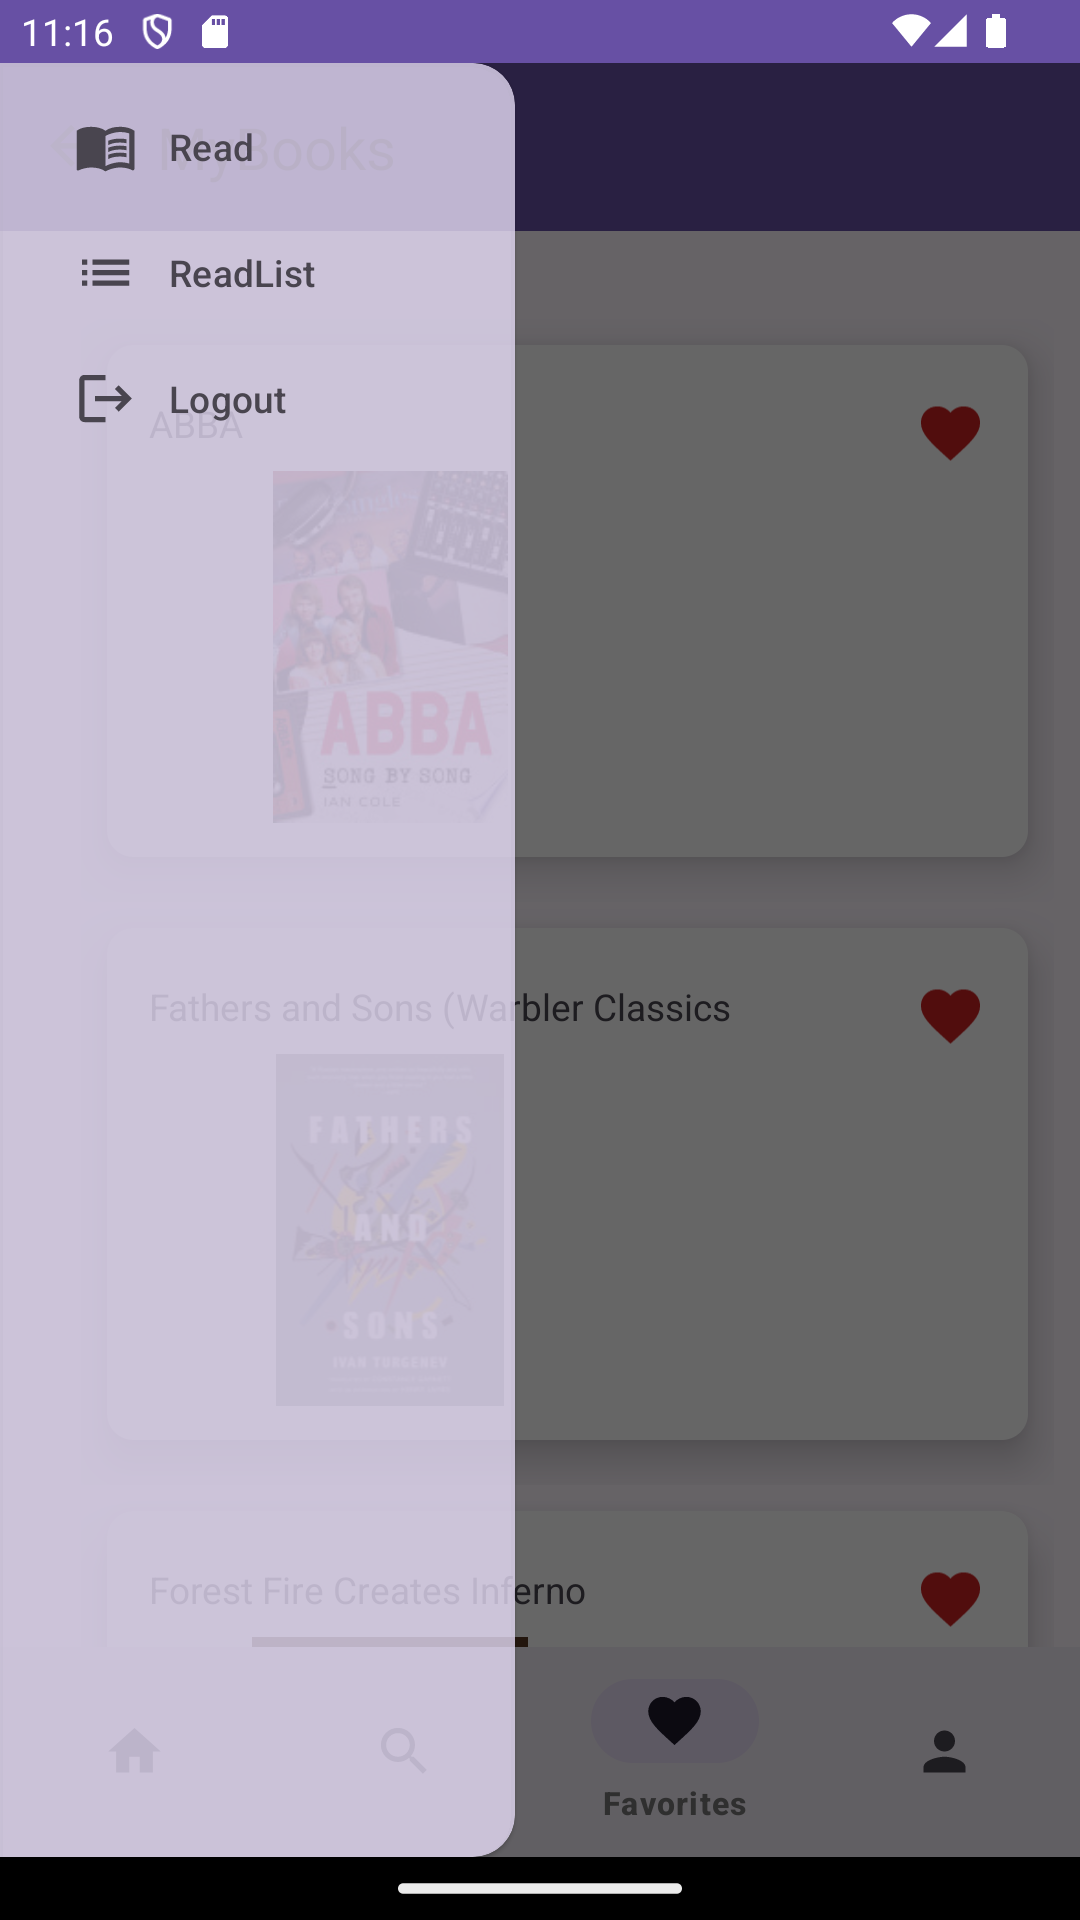 11:16
MyBooks
Read
ReadList
Logout
ABBA
ABBA
SONG BY SONG
IAN COLE
Fathers and Sons (Warbler Classics
FATHERS
AND
SONS
IVAN TURGENEV
Forest Fire Creates Inferno
Favorites